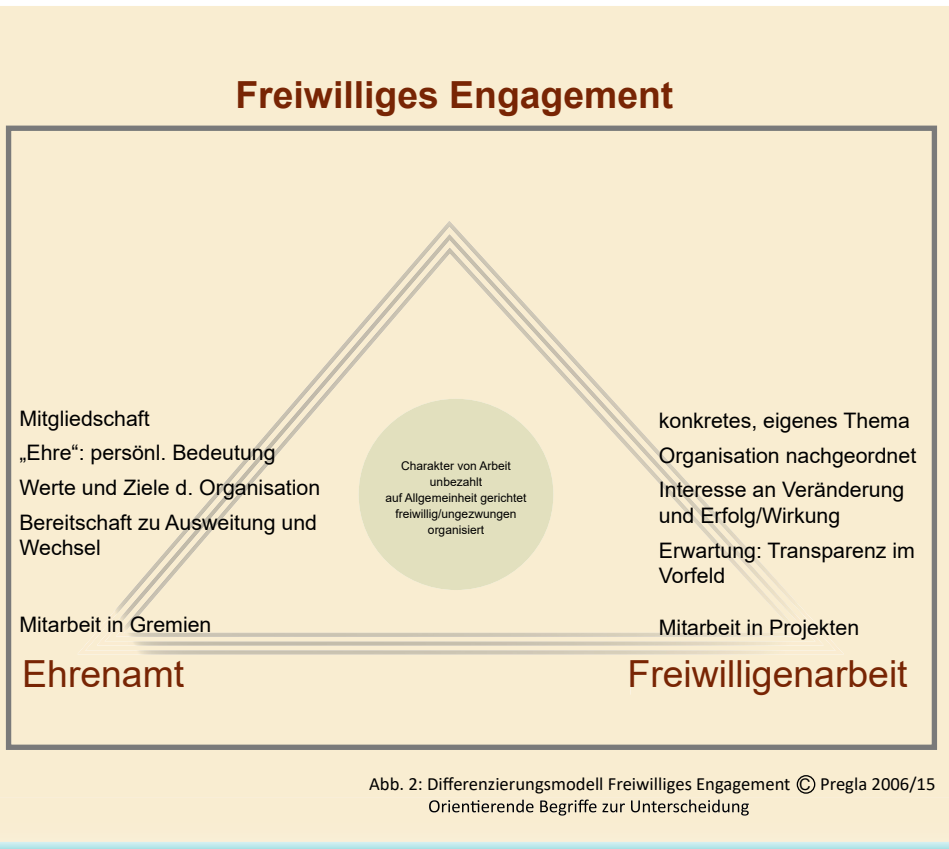 Freiwilliges Engagement
Mitgliedschaft
„Ehre“: persönl. Bedeutung
Werte und Ziele d. Organisation
Bereitschaft zu Ausweitung und
Wechsel
Mitarbeit in Gremien
Ehrenamt
Charakter von Arbeit
unbezahlt
auf Allgemeinheit gerichtet
freiwillig/ungezwungen
organisiert
konkretes, eigenes Thema
Organisation nachgeordnet
Interesse an Veränderung
und Erfolg/Wirkung
Erwartung: Transparenz im
Vorfeld
Mitarbeit in Projekten
Freiwilligenarbeit
Abb. 2: Differenzierungsmodell Freiwilliges Engagement © Pregla 2006/15
Orientierende Begriffe zur Unterscheidung